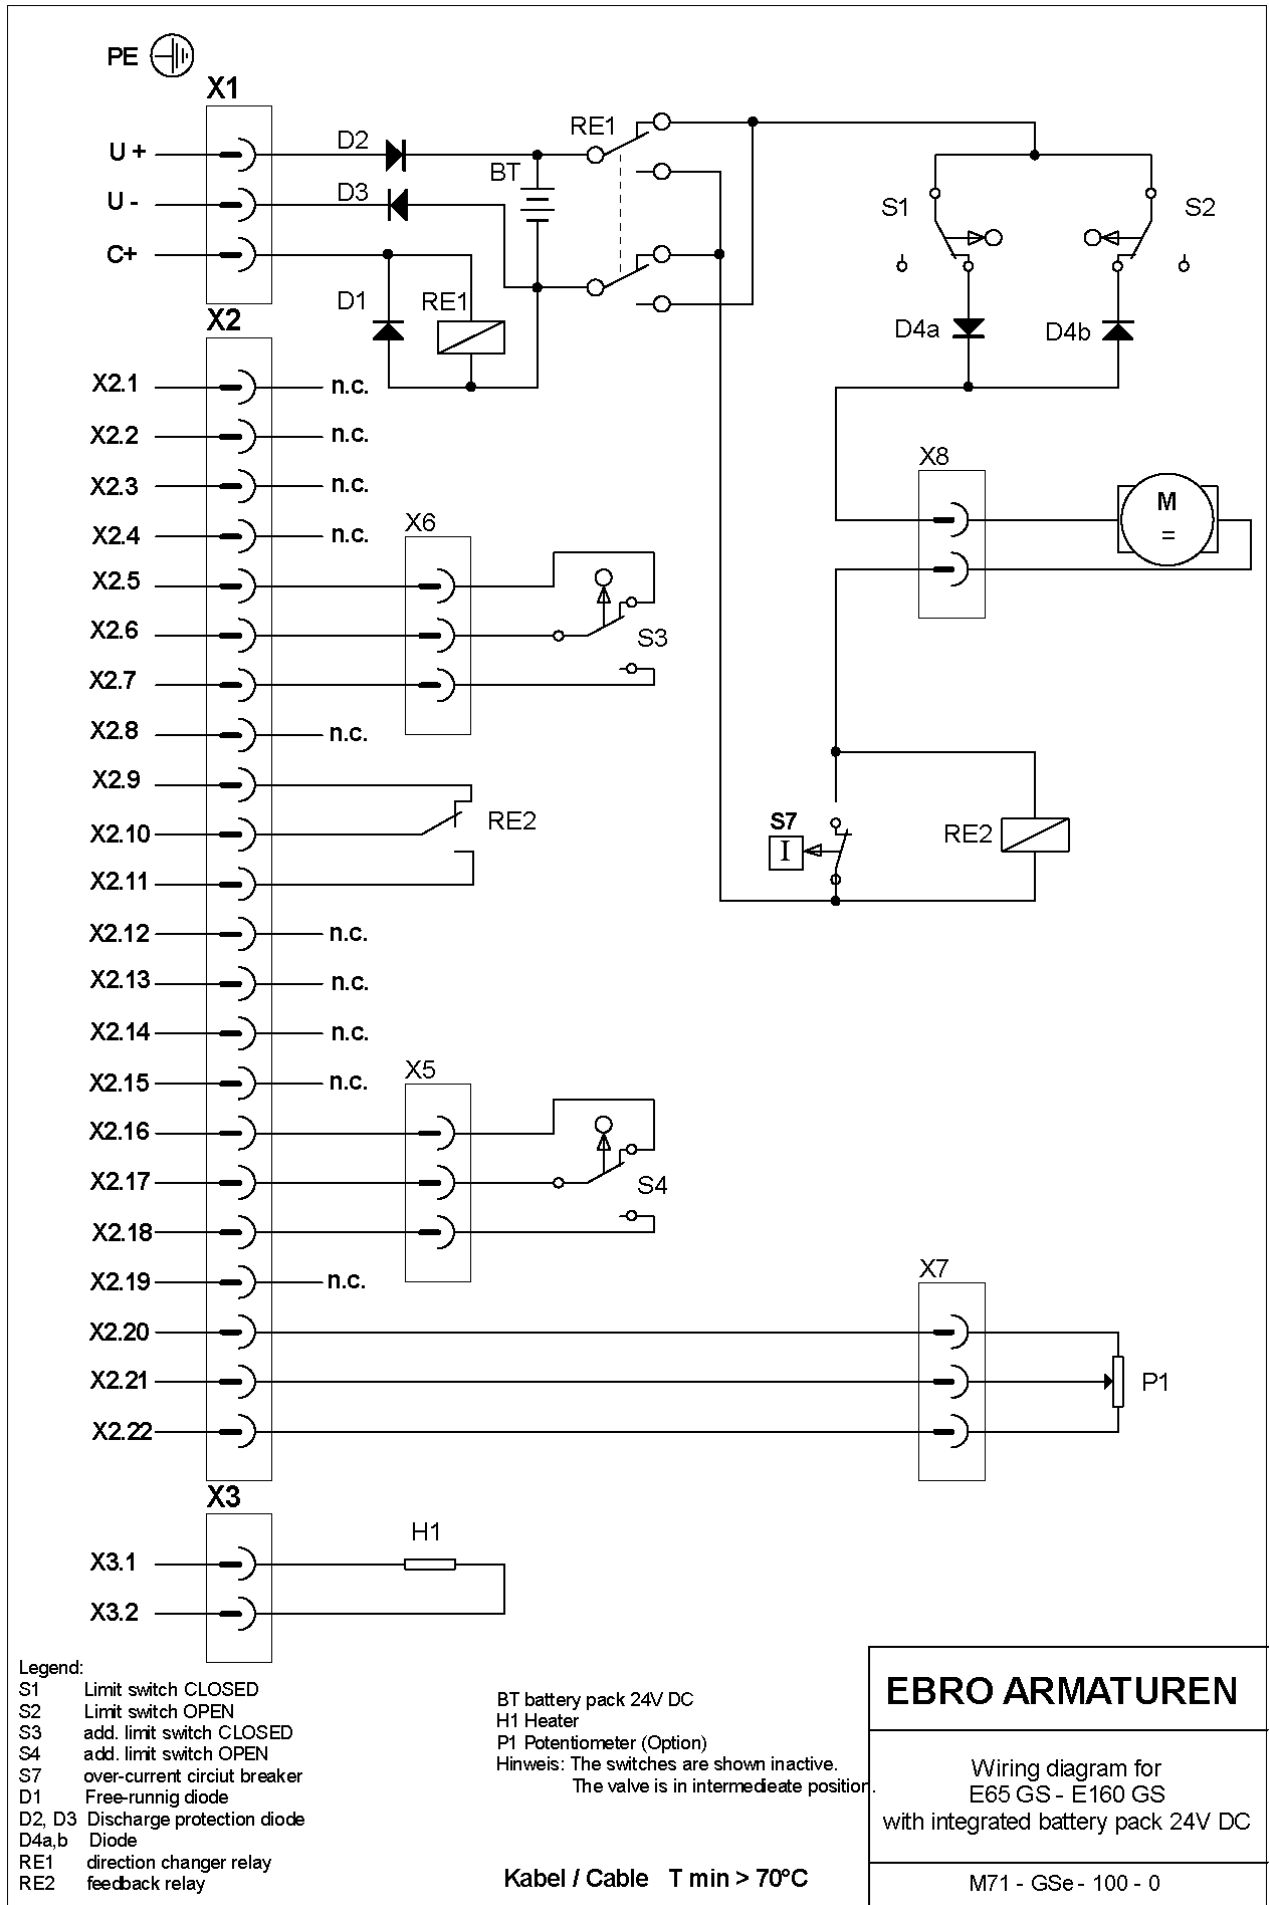 PE
X1
U +
D2
RE1
BT
U -
D3
S1
S2
C+
D1
RE1
X2
D4a
D4b
X2.1
n.c.
X2.2
n.c.
X8
X2.3
n.c.
M
=
X2.4
n.c.
X6
X2.5
X2.6
S3
X2.7
X2.8
n.c.
X2.9
RE2
S7
I
RE2
X2.10
X2.11
X2.12
n.c.
X2.13
n.c.
X2.14
n.c.
X2.15
n.c.
X5
X2.16
X2.17
S4
X2.18
X2.19
n.c.
X7
X2.20
X2.21
P1
X2.22
X3
H1
X3.1
X3.2
Legend:
S1 Limit switch CLOSED
S2 Limit switch OPEN
S3 add. limit switch CLOSED
S4 add. limit switch OPEN
S7 over-current circiut breaker
D1 Free-runnig diode
D2, D3 Discharge protection diode
D4a,b Diode
RE1 direction changer relay
RE2 feedback relay
BT battery pack 24V DC
H1 Heater
P1 Potentiometer (Option)
Hinweis: The switches are shown inactive.
The valve is in intermedieate position.
Kabel / Cable T min > 70°C
EBRO ARMATUREN
Wiring diagram for
E65 GS - E160 GS
with integrated battery pack 24V DC
M71 - GSe - 100 - 0